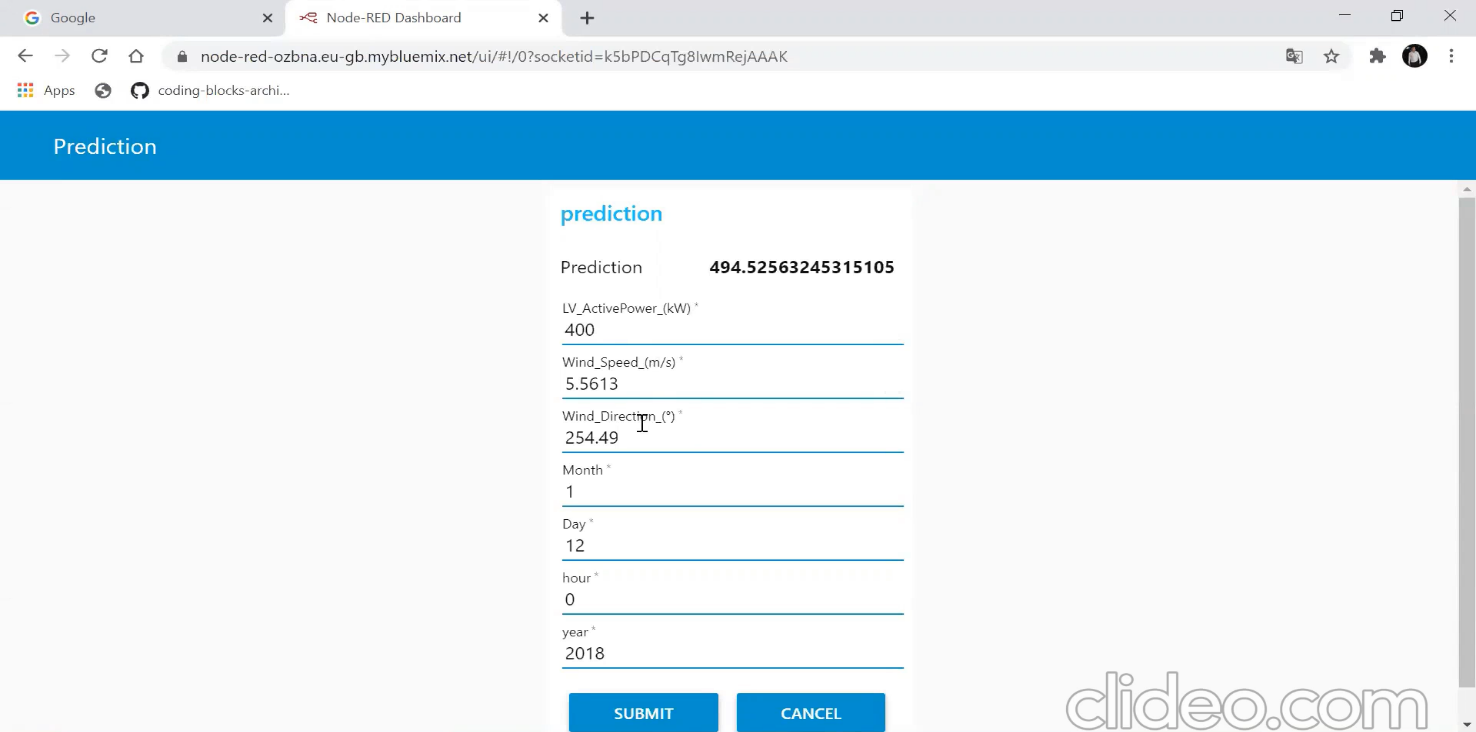 Google
Node-RED Dashboard
node-red-ozbna.eu-gb.mybluemix.net/ui/#!/0?socketid=k5bPDCqTg8IwmRejAAAK
Apps
coding-blocks-archi...
Prediction
prediction
Prediction 494.52563245315105
LV_ActivePower_(kW) *
400
Wind_Speed_(m/s) *
5.5613
Wind_Direction_(°) *
254.49
Month *
1
Day *
12
hour *
0
year *
2018
SUBMIT CANCEL
clideo.com